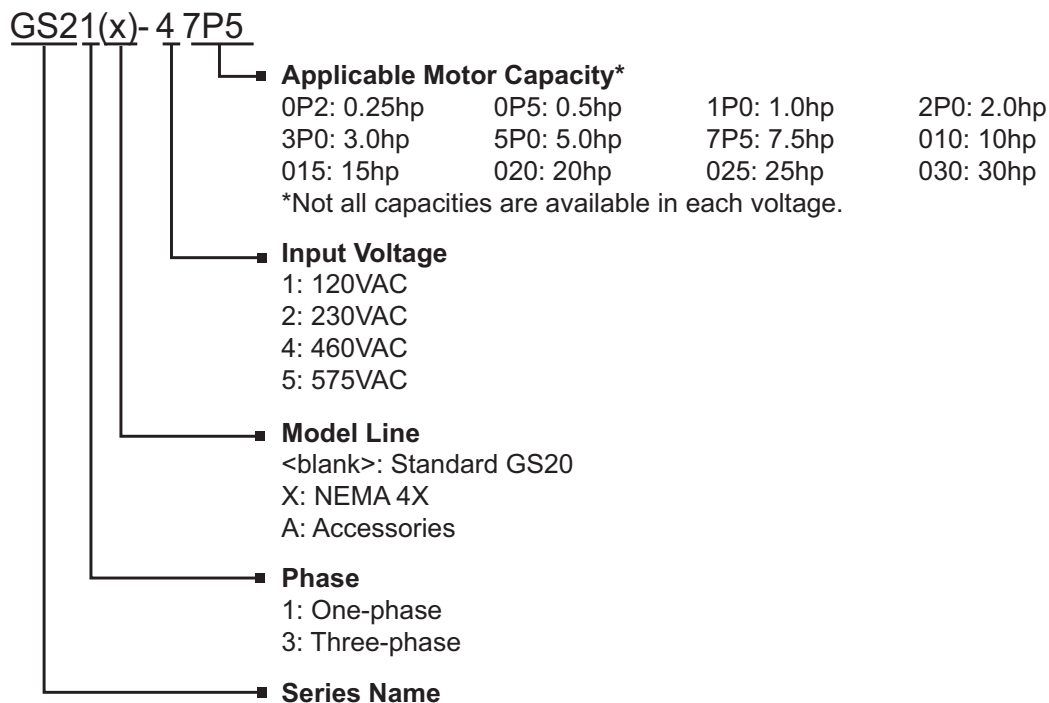 GS21(x)- 4 7P5
Applicable Motor Capacity*
0P2: 0.25hp 0P5: 0.5hp 1P0: 1.0hp 2P0: 2.0hp
3P0: 3.0hp 5P0: 5.0hp 7P5: 7.5hp 010: 10hp
015: 15hp 020: 20hp 025: 25hp 030: 30hp
*Not all capacities are available in each voltage.
Input Voltage
1: 120VAC
2: 230VAC
4: 460VAC
5: 575VAC
Model Line
<blank>: Standard GS20
X: NEMA 4X
A: Accessories
Phase
1: One-phase
3: Three-phase
Series Name